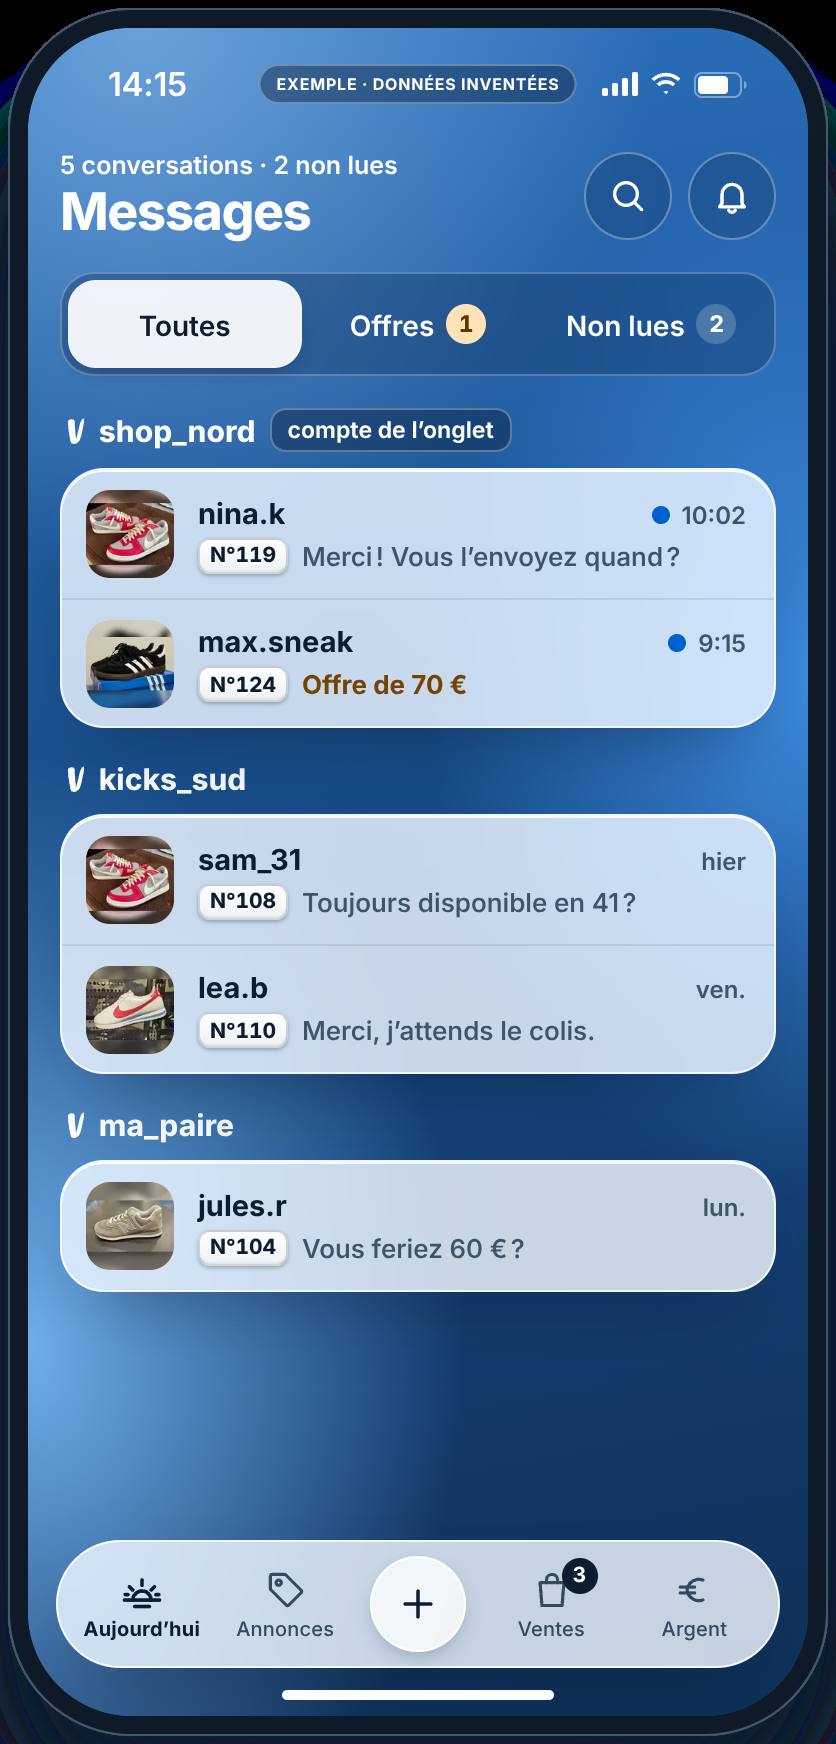 14:15
EXEMPLE · DONNÉES INVENTÉES
5 conversations · 2 non lues
Messages
Toutes
Offres 1
Non lues 2
shop_nord
compte de l’onglet
nina.k
10:02
N°119 Merci ! Vous l’envoyez quand ?
max.sneak
9:15
N°124 Offre de 70 €
kicks_sud
sam_31
hier
N°108 Toujours disponible en 41 ?
lea.b
ven.
N°110 Merci, j’attends le colis.
ma_paire
jules.r
lun.
N°104 Vous feriez 60 € ?
3
Aujourd’hui
Annonces
Ventes
Argent